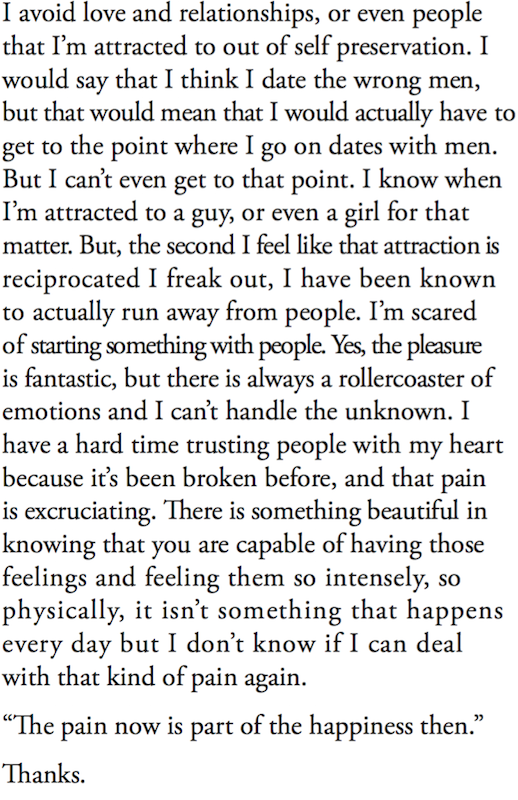 I avoid love and relationships, or even people
that I’m attracted to out of self preservation. I
would say that I think I date the wrong men,
but that would mean that I would actually have to
get to the point where I go on dates with men.
But I can’t even get to that point. I know when
I’m attracted to a guy, or even a girl for that
matter. But, the second I feel like that attraction is
reciprocated I freak out, I have been known
to actually run away from people. I’m scared
of starting something with people. Yes, the pleasure
is fantastic, but there is always a rollercoaster of
emotions and I can’t handle the unknown. I
have a hard time trusting people with my heart
because it’s been broken before, and that pain
is excruciating. There is something beautiful in
knowing that you are capable of having those
feelings and feeling them so intensely, so
physically, it isn’t something that happens
every day but I don’t know if I can deal
with that kind of pain again.
“The pain now is part of the happiness then.”
Thanks.